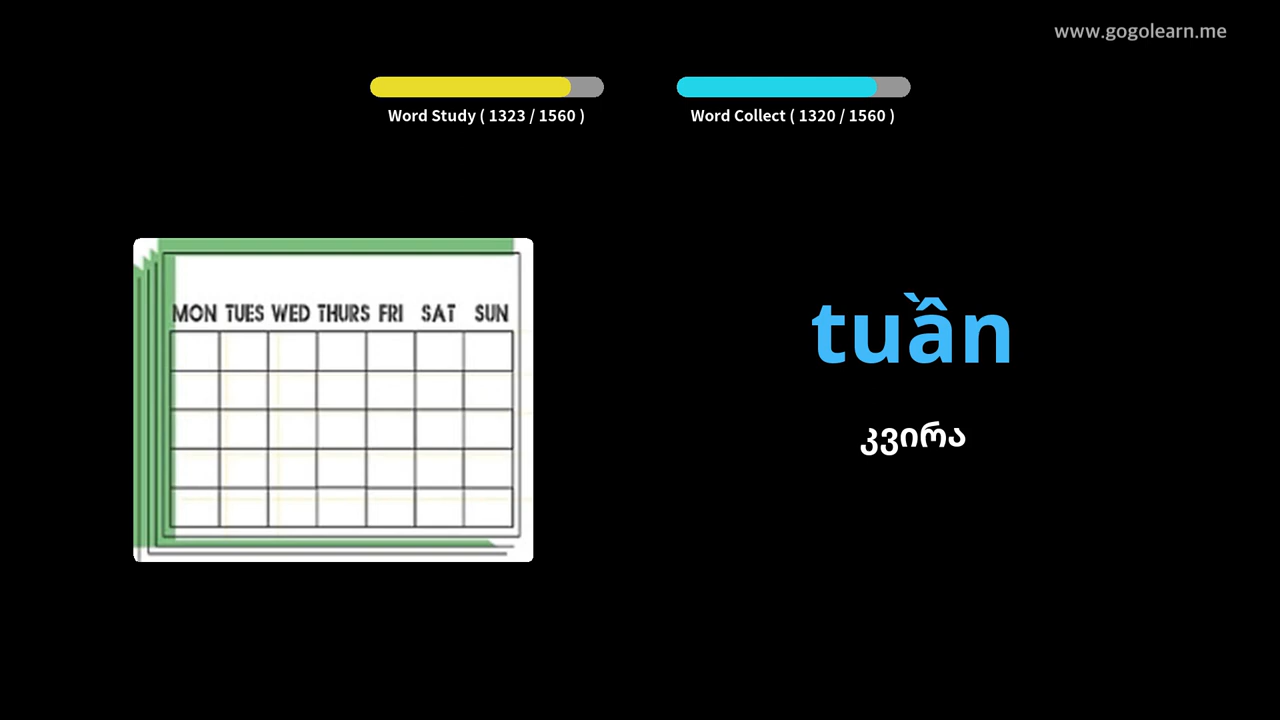 www.gogolearn.me
Word Study ( 1323 / 1560 )
Word Collect ( 1320 / 1560 )
MON TUES WED THURS FRI SAT SUN
tuần
კვირა